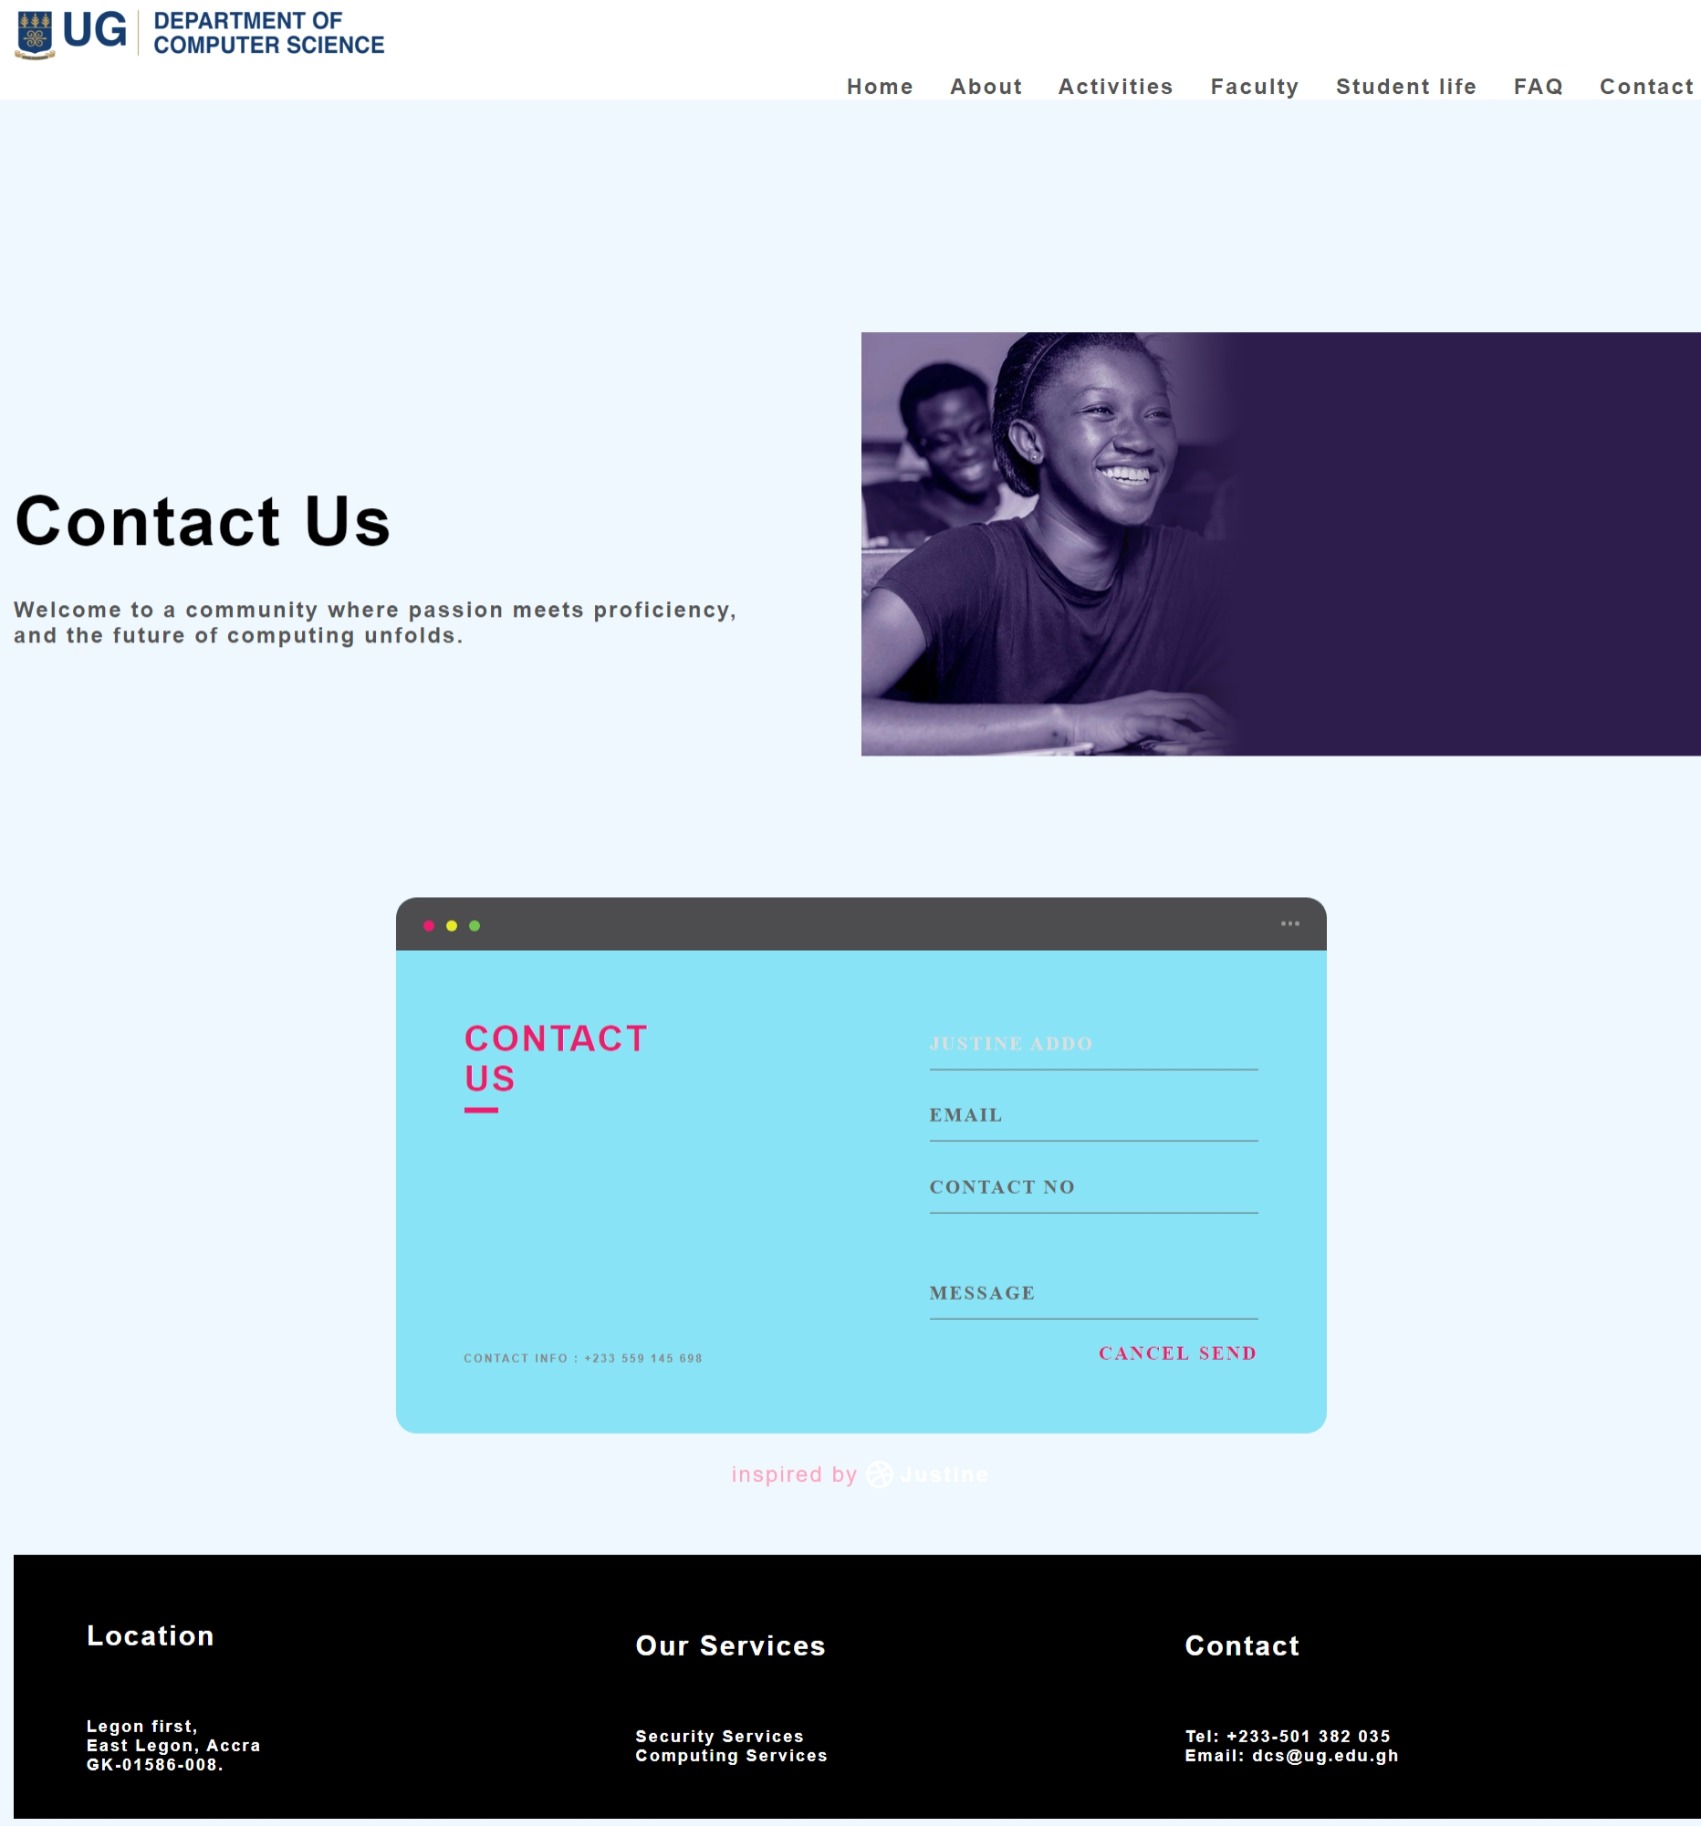 UG
DEPARTMENT OF
COMPUTER SCIENCE
Home About Activities Faculty Student life FAQ Contact
Contact Us
Welcome to a community where passion meets proficiency,
and the future of computing unfolds.
CONTACT
US
CONTACT INFO : +233 559 145 698
JUSTINE ADDO
EMAIL
CONTACT NO
MESSAGE
CANCEL SEND
inspired by Justine
Location
Legon first,
East Legon, Accra
GK-01586-008.
Our Services
Security Services
Computing Services
Contact
Tel: +233-501 382 035
Email: dcs@ug.edu.gh